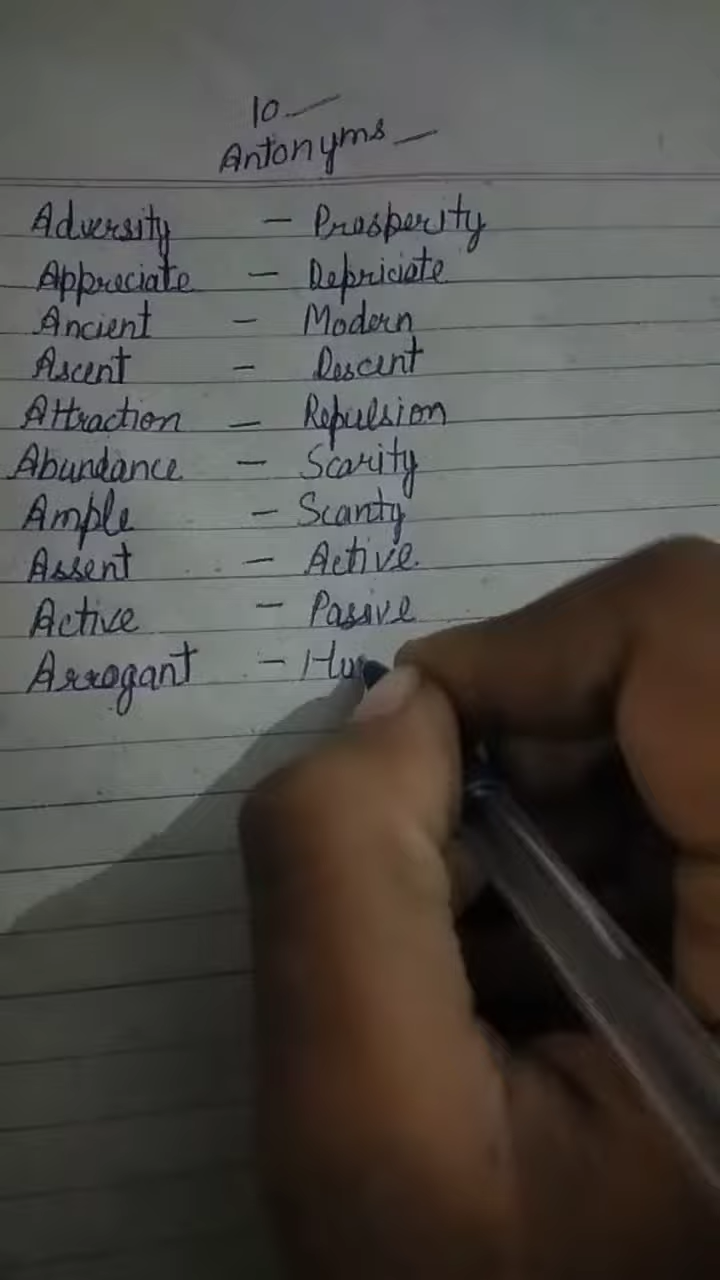 10 —
Antonyms —
Adversity — Prosperity
Appreciate — Depriciate
Ancient — Modern
Ascent — Descent
Attraction — Repulsion
Abundance — Scarity
Ample — Scanty
Assent — Active.
Active — Passive
Arrogant — Hu